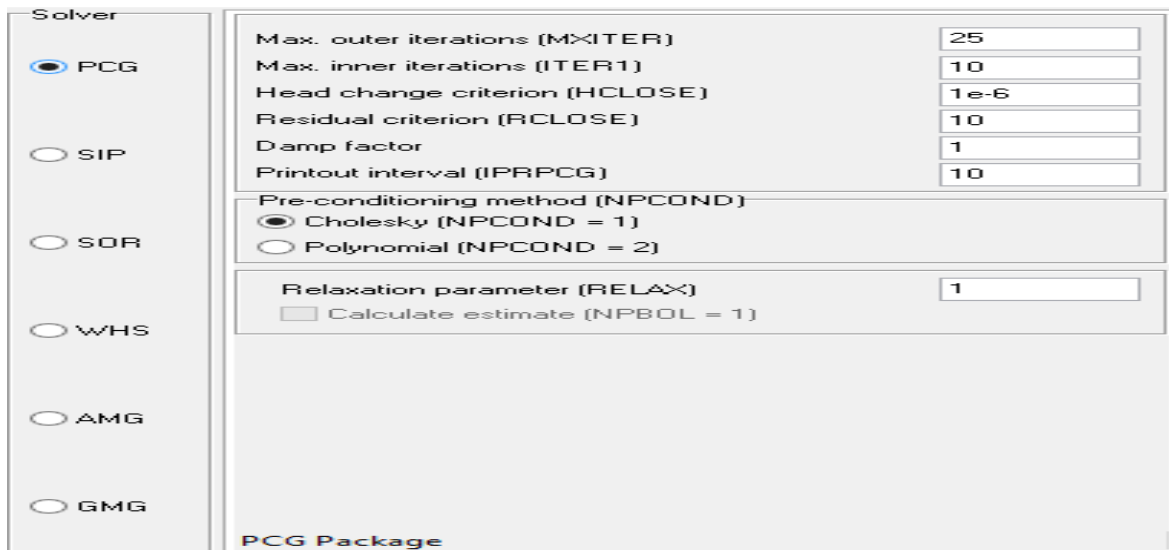 Solver
PCG
SIP
SOR
WHS
AMG
GMG
Max. outer iterations (MXITER) 25
Max. inner iterations (ITER1) 10
Head change criterion (HCLOSE) 1e-6
Residual criterion (RCLOSE) 10
Damp factor 1
Printout interval (IPRPCG) 10
Pre-conditioning method (NPCOND)
Cholesky (NPCOND = 1)
Polynomial (NPCOND = 2)
Relaxation parameter (RELAX) 1
Calculate estimate (NPBOL = 1)
PCG Package